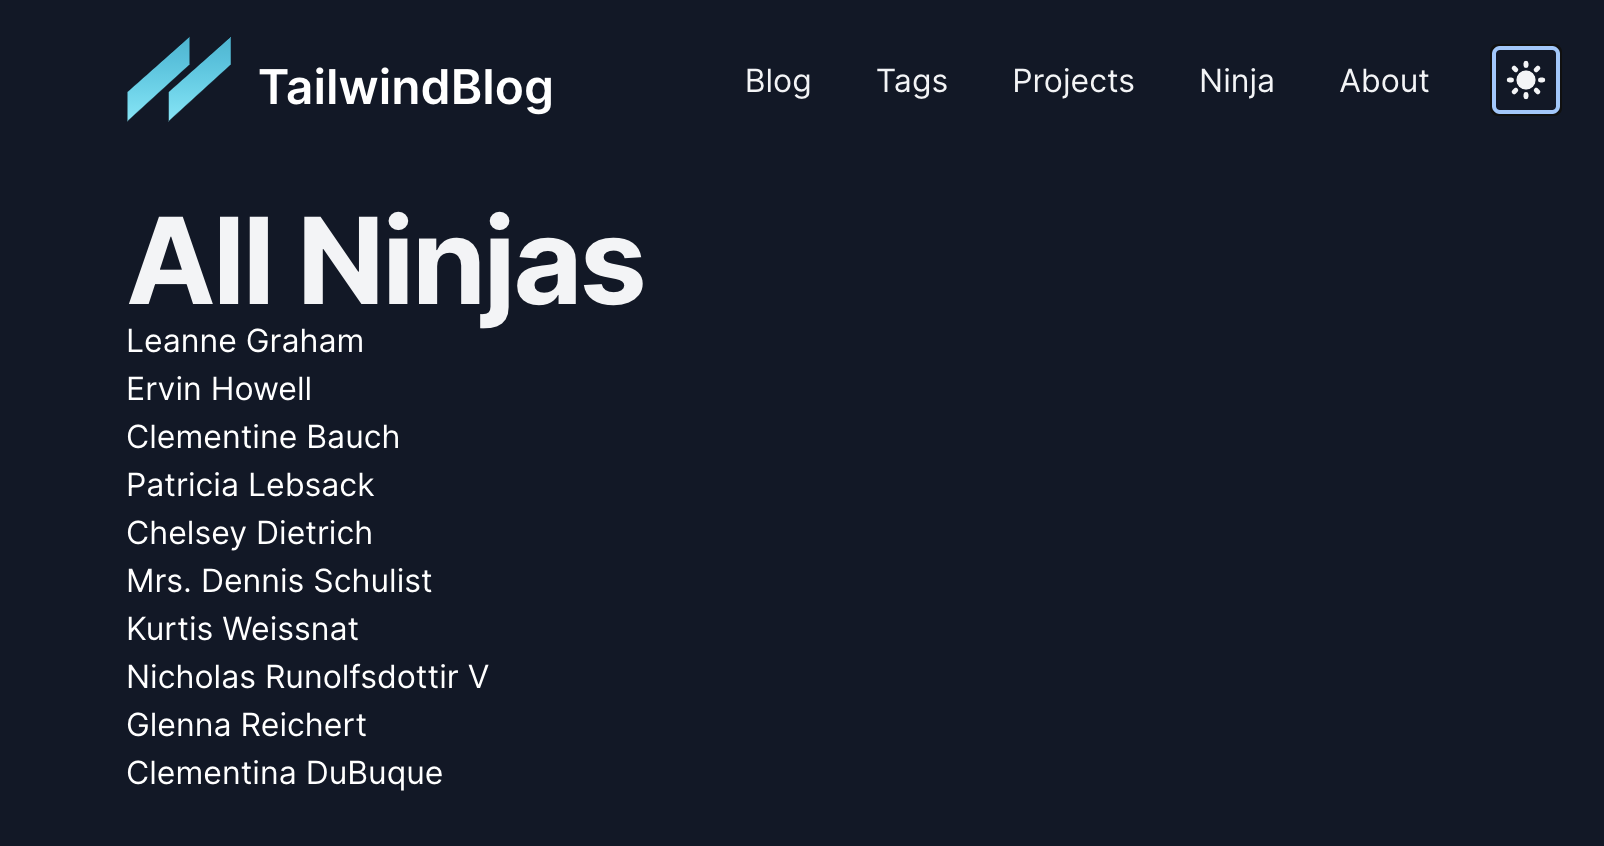 TailwindBlog
Blog Tags Projects Ninja About
All Ninjas
Leanne Graham
Ervin Howell
Clementine Bauch
Patricia Lebsack
Chelsey Dietrich
Mrs. Dennis Schulist
Kurtis Weissnat
Nicholas Runolfsdottir V
Glenna Reichert
Clementina DuBuque